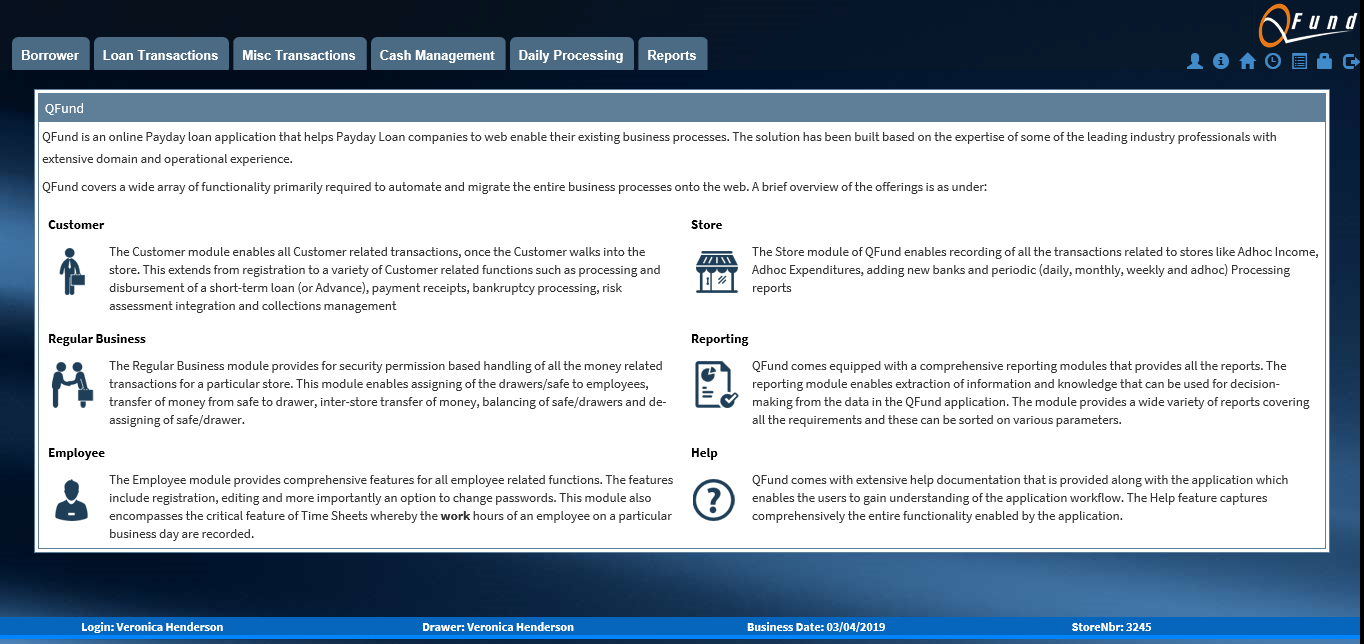 QFund
Borrower
Loan Transactions
Misc Transactions
Cash Management
Daily Processing
Reports
QFund
QFund is an online Payday loan application that helps Payday Loan companies to web enable their existing business processes. The solution has been built based on the expertise of some of the leading industry professionals with
extensive domain and operational experience.
QFund covers a wide array of functionality primarily required to automate and migrate the entire business processes onto the web. A brief overview of the offerings is as under:
Customer
The Customer module enables all Customer related transactions, once the Customer walks into the
store. This extends from registration to a variety of Customer related functions such as processing and
disbursement of a short-term loan (or Advance), payment receipts, bankruptcy processing, risk
assessment integration and collections management
Store
The Store module of QFund enables recording of all the transactions related to stores like Adhoc Income,
Adhoc Expenditures, adding new banks and periodic (daily, monthly, weekly and adhoc) Processing
reports
Regular Business
The Regular Business module provides for security permission based handling of all the money related
transactions for a particular store. This module enables assigning of the drawers/safe to employees,
transfer of money from safe to drawer, inter-store transfer of money, balancing of safe/drawers and de-
assigning of safe/drawer.
Reporting
QFund comes equipped with a comprehensive reporting modules that provides all the reports. The
reporting module enables extraction of information and knowledge that can be used for decision-
making from the data in the QFund application. The module provides a wide variety of reports covering
all the requirements and these can be sorted on various parameters.
Employee
The Employee module provides comprehensive features for all employee related functions. The features
include registration, editing and more importantly an option to change passwords. This module also
encompasses the critical feature of Time Sheets whereby the work hours of an employee on a particular
business day are recorded.
Help
QFund comes with extensive help documentation that is provided along with the application which
enables the users to gain understanding of the application workflow. The Help feature captures
comprehensively the entire functionality enabled by the application.
Login: Veronica Henderson
Drawer: Veronica Henderson
Business Date: 03/04/2019
StoreNbr: 3245